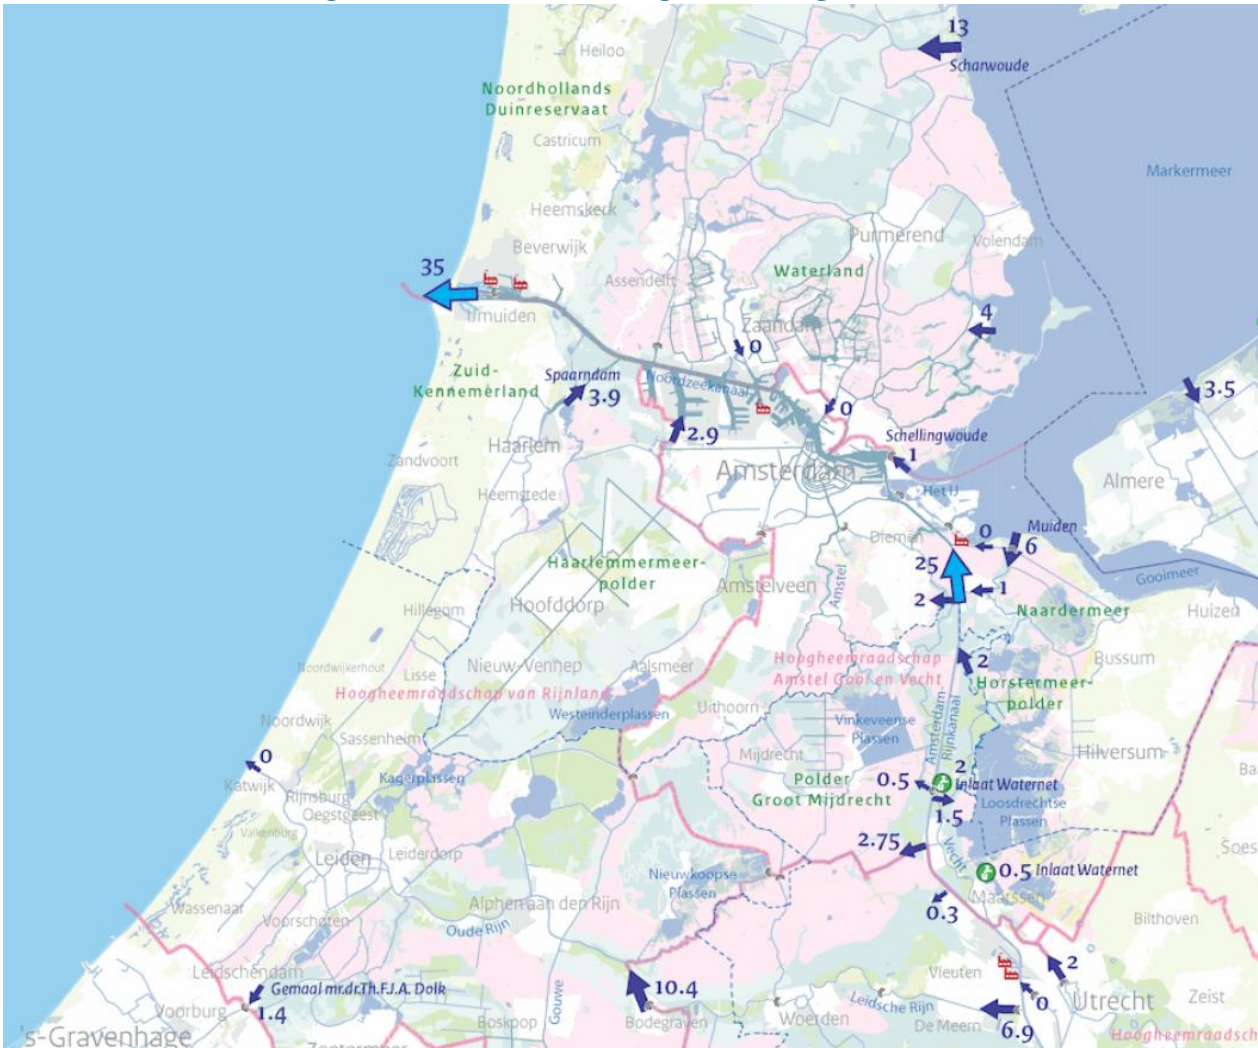 13
Heiloo
Scharwoude
Noordhollands
Duinreservaat
Castricum
Markermeer
Heemskerk
Beverwijk
Purmerend
Volendam
35
Assendelft
Waterland
IJmuiden
4
Zaandam
0
Zuid-
Kennemerland
Spaarndam
3.9
Noordzeekanaal
3.5
0
2.9
Schellingwoude
1
Haarlem
Zandvoort
Amsterdam
Almere
Heemstede
Het IJ
Diemen
0
Muiden
6
Haarlemmermeer-
polder
25
Amstelveen
Amstel
Gooimeer
2
1
Hillegom
Hoofddorp
Naardermeer
Huizen
Noordwijkerhout
Lisse
Nieuw-Vennep
Aalsmeer
Hoogheemraadschap
Amstel Gooi en Vecht
2
Bussum
Hoogheemraadschap van Rijnland
Horstermeer-
polder
Noordwijk
Westeinderplassen
Uithoorn
Vinkeveense
Plassen
Amsterdam-
Rijnkanaal
Sassenheim
Mijdrecht
Hilversum
0
Katwijk
Kagerplassen
Polder
Groot Mijdrecht
0.5
2
Inlaat Waternet
Ba
Rijnsburg
Oegstgeest
1.5
Loosdrechtse
Plassen
Valkenburg
Leiden
Leiderdorp
2.75
Vecht
Soes
Nieuwkoopse
Plassen
0.5 Inlaat Waternet
Wassenaar
Voorschoten
Alphen aan den Rijn
0.3
Maarssen
Bilthoven
Oude Rijn
Leidschendam
Gemaal mr.dr.Th.F.J.A. Dolk
1.4
10.4
Vleuten
2
Voorburg
Gouwe
Leidsche Rijn
0
Utrecht
Zeist
's-Gravenhage
Zoetermeer
Boskoop
Bodegraven
Woerden
De Meern
6.9
Hoogheemraadsch